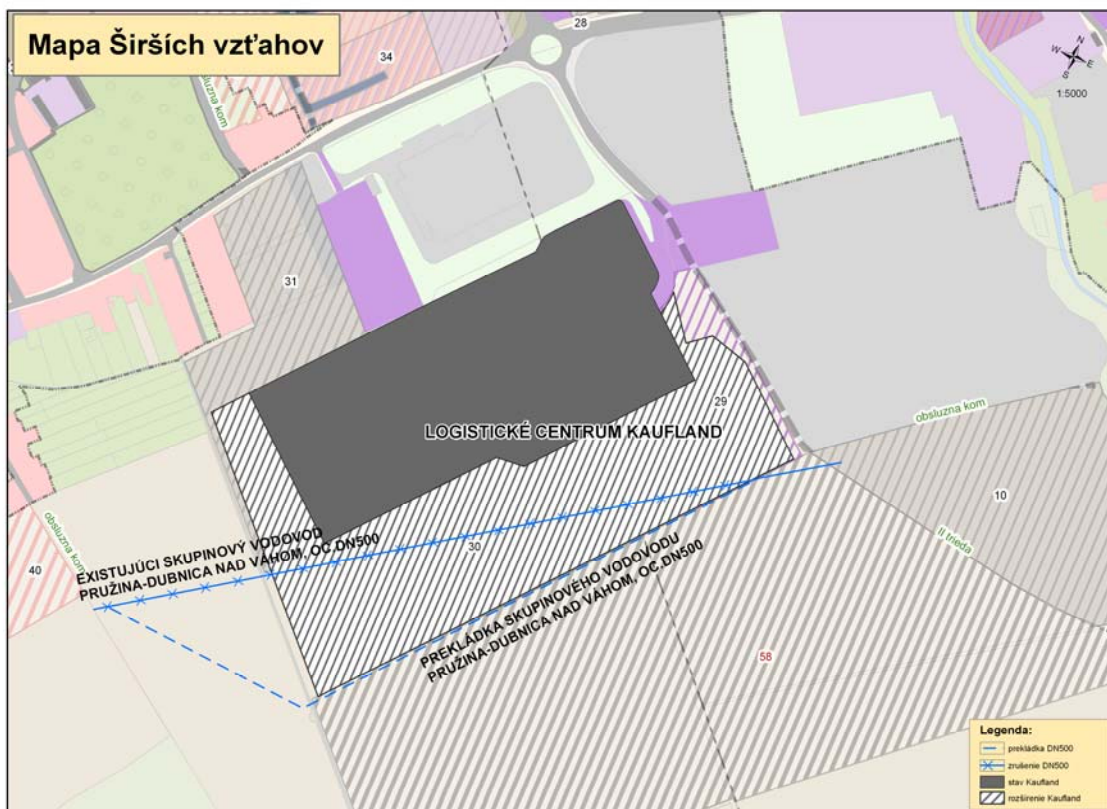 Mapa Širších vzťahov
28
34
N
W
E
S
1:5000
obsluzna kom
31
29
LOGISTICKÉ CENTRUM KAUFLAND
obsluzna kom
10
II trieda
obsluzna kom
40
EXISTUJÚCI SKUPINOVÝ VODOVOD
PRUŽINA-DUBNICA NAD VÁHOM, OC.DN500
30
PREKLÁDKA SKUPINOVÉHO VODOVODU
PRUŽINA-DUBNICA NAD VÁHOM, OC.DN500
58
Legenda:
prekládka DN500
zrušenie DN500
stav Kaufland
rozšírenie Kaufland